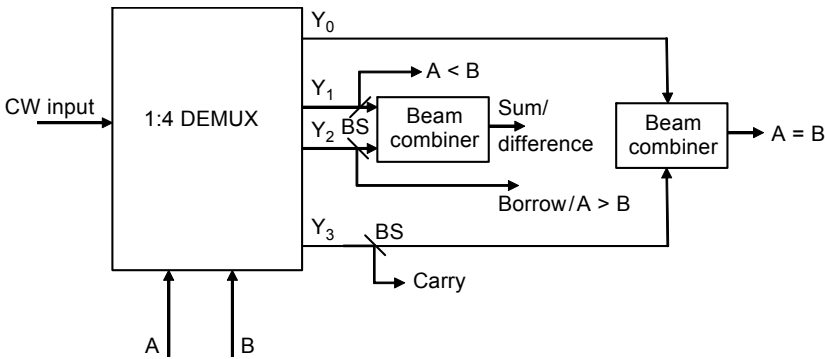 Y0
Y1
A < B
CW input
1:4 DEMUX
BS
Beam
combiner
Sum/
difference
Beam
combiner
A = B
Y2
Borrow/A > B
Y3
BS
Carry
A
B